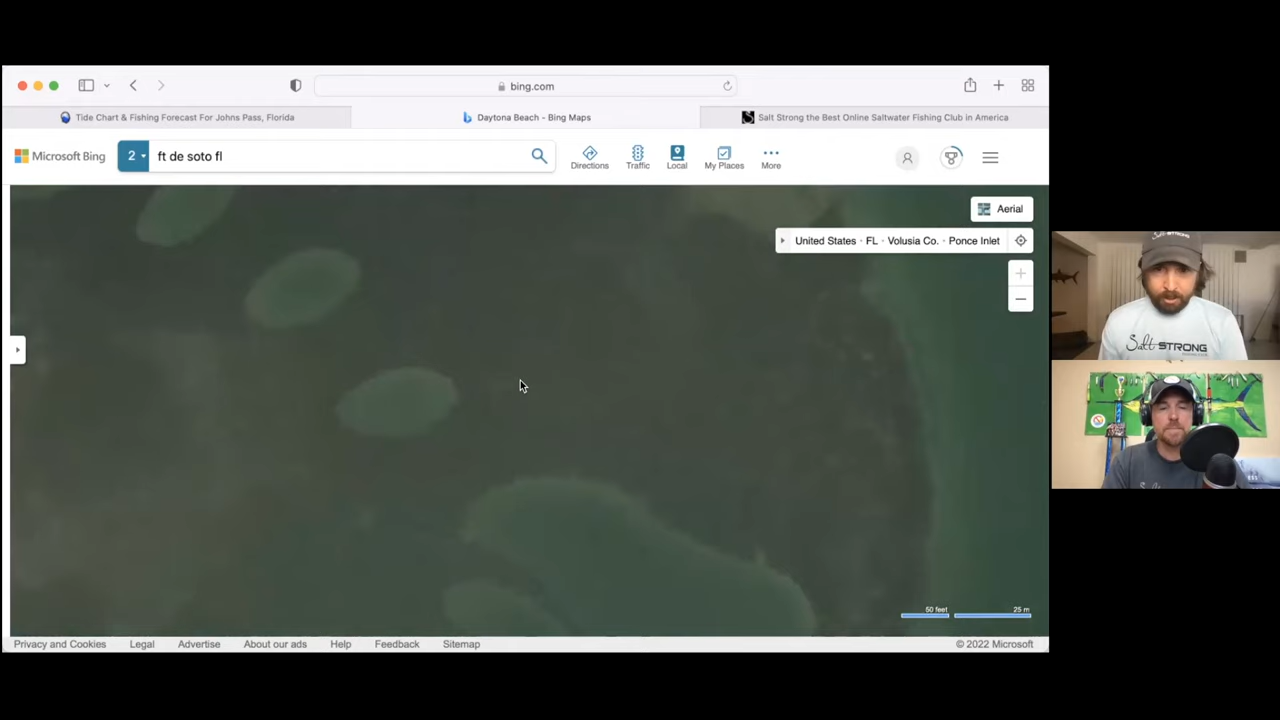 bing.com
Tide Chart & Fishing Forecast For Johns Pass, Florida
Daytona Beach - Bing Maps
Salt Strong the Best Online Saltwater Fishing Club in America
Microsoft Bing
2
ft de soto fl
Directions
Traffic
Local
My Places
More
Aerial
United States · FL · Volusia Co. · Ponce Inlet
50 feet
25 m
Privacy and Cookies
Legal
Advertise
About our ads
Help
Feedback
Sitemap
© 2022 Microsoft
Salt STRONG
Salt STRONG